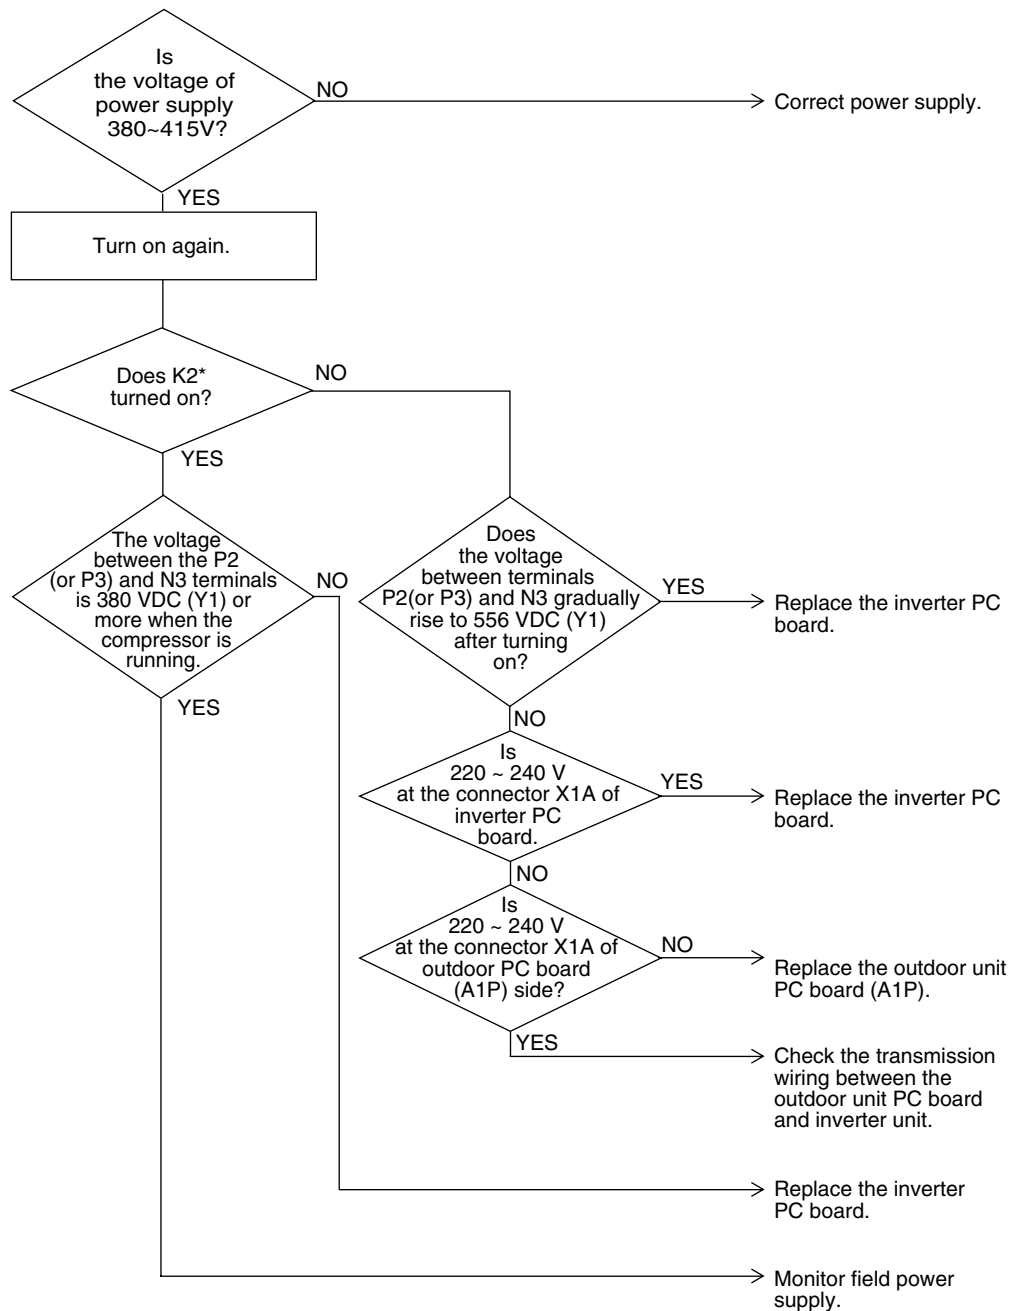 Is
the voltage of
power supply
380~415V?
NO
Correct power supply.
YES
Turn on again.
Does K2*
turned on?
NO
YES
The voltage
between the P2
(or P3) and N3 terminals
is 380 VDC (Y1) or
more when the
compressor is
running.
NO
YES
Does
the voltage
between terminals
P2(or P3) and N3 gradually
rise to 556 VDC (Y1)
after turning
on?
YES
Replace the inverter PC
board.
NO
Is
220 ~ 240 V
at the connector X1A of
inverter PC
board.
YES
Replace the inverter PC
board.
NO
Is
220 ~ 240 V
at the connector X1A of
outdoor PC board
(A1P) side?
NO
Replace the outdoor unit
PC board (A1P).
YES
Check the transmission
wiring between the
outdoor unit PC board
and inverter unit.
Replace the inverter
PC board.
Monitor field power
supply.